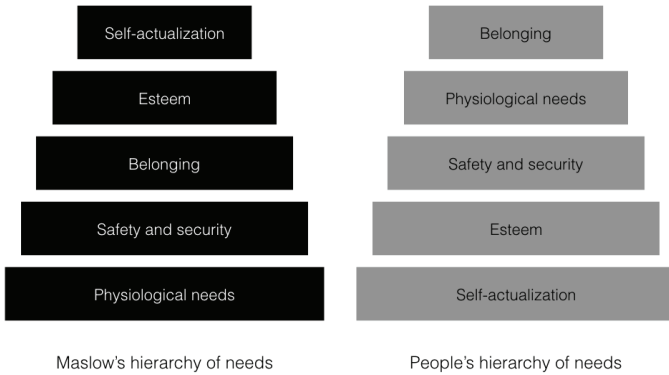 Self-actualization
Esteem
Belonging
Safety and security
Physiological needs
Maslow's hierarchy of needs
Belonging
Physiological needs
Safety and security
Esteem
Self-actualization
People's hierarchy of needs